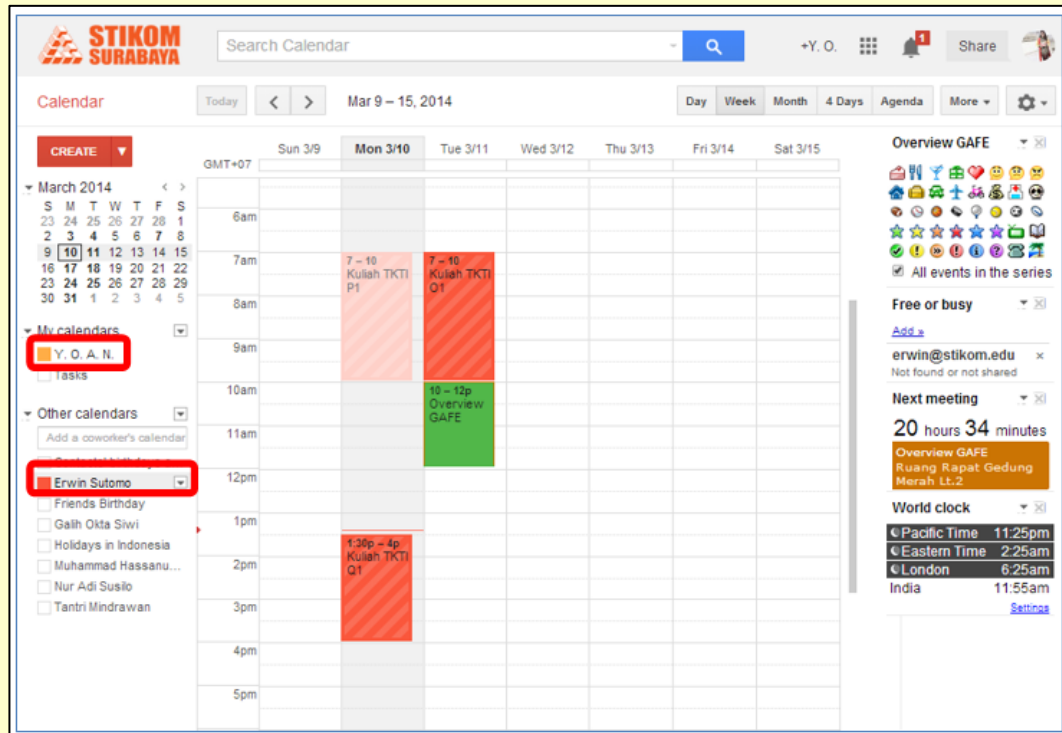 STIKOM
SURABAYA
Search Calendar
+Y. O.
1
Share
Calendar
Today
< >
Mar 9 – 15, 2014
Day Week Month 4 Days Agenda
More
CREATE
GMT+07
Sun 3/9 Mon 3/10 Tue 3/11 Wed 3/12 Thu 3/13 Fri 3/14 Sat 3/15
March 2014 < >
S M T W T F S
23 24 25 26 27 28 1
2 3 4 5 6 7 8
9 10 11 12 13 14 15
16 17 18 19 20 21 22
23 24 25 26 27 28 29
30 31 1 2 3 4 5
My calendars
Y. O. A. N.
Tasks
Other calendars
Add a coworker's calendar
Erwin Sutomo
Friends Birthday
Galih Okta Siwi
Holidays in Indonesia
Muhammad Hassanu...
Nur Adi Susilo
Tantri Mindrawan
6am
7am
8am
9am
10am
11am
12pm
1pm
2pm
3pm
4pm
5pm
7 – 10
Kuliah TKTI
P1
7 – 10
Kuliah TKTI
O1
10 – 12p
Overview
GAFE
1:30p – 4p
Kuliah TKTI
Q1
Overview GAFE
All events in the series
Free or busy
Add »
erwin@stikom.edu ×
Not found or not shared
Next meeting
20 hours 34 minutes
Overview GAFE
Ruang Rapat Gedung
Merah Lt.2
World clock
Pacific Time 11:25pm
Eastern Time 2:25am
London 6:25am
India 11:55am
Settings